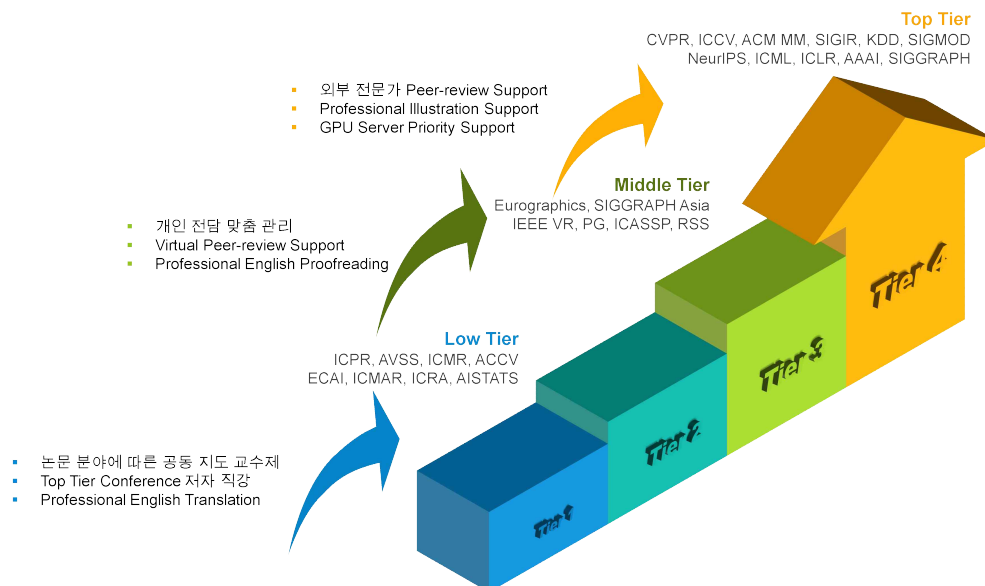 Top Tier
CVPR, ICCV, ACM MM, SIGIR, KDD, SIGMOD
NeurIPS, ICML, ICLR, AAAI, SIGGRAPH
외부 전문가 Peer-review Support
Professional Illustration Support
GPU Server Priority Support
Middle Tier
Eurographics, SIGGRAPH Asia
IEEE VR, PG, ICASSP, RSS
개인 전담 맞춤 관리
Virtual Peer-review Support
Professional English Proofreading
Low Tier
ICPR, AVSS, ICMR, ACCV
ECAI, ICMAR, ICRA, AISTATS
논문 분야에 따른 공동 지도 교수제
Top Tier Conference 저자 직강
Professional English Translation
Tier 1
Tier 2
Tier 3
Tier 4